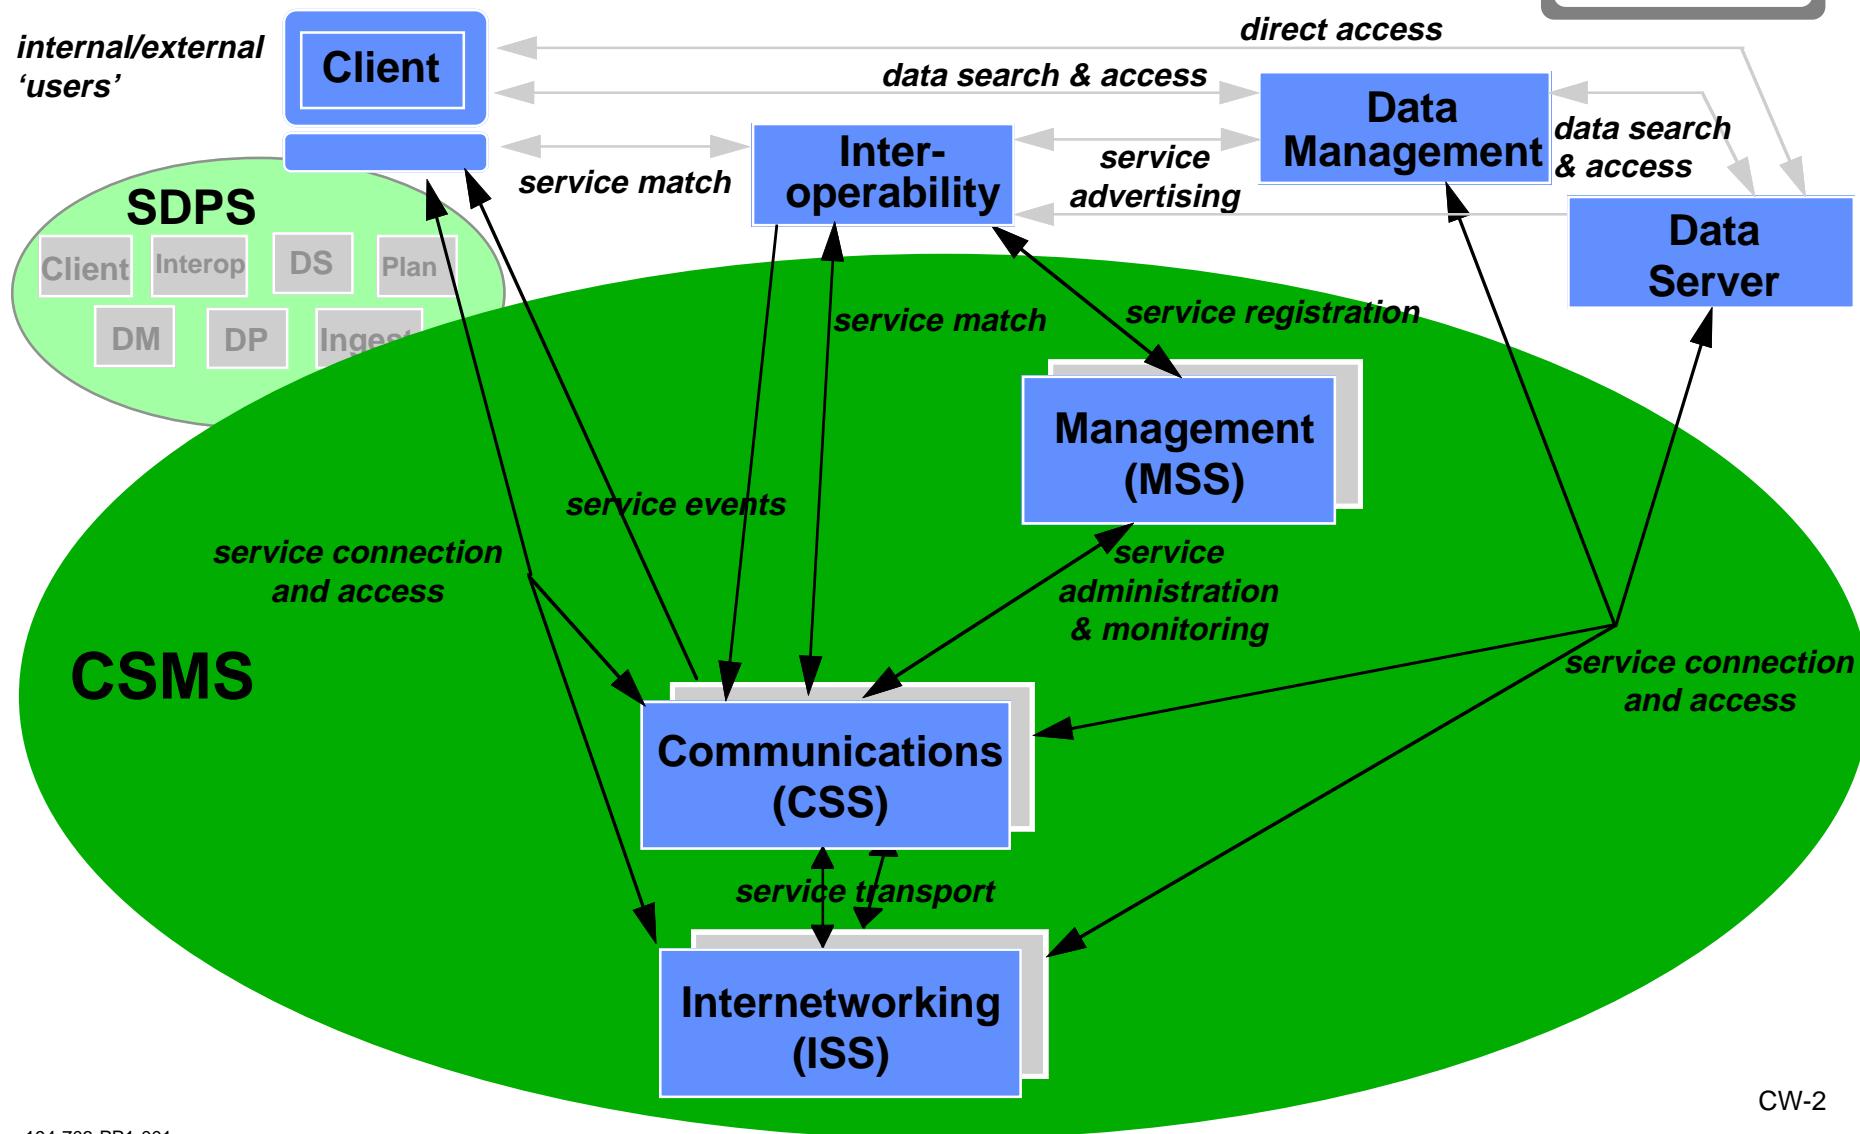 internal/external
‘users’
Client
direct access
data search & access
Data
Management
data search
& access
Inter-
operability
service match
service
advertising
Data
Server
SDPS
Client
Interop
DS
Plan
DM
DP
Ingest
service match
service registration
Management
(MSS)
service events
service connection
and access
service
administration
& monitoring
CSMS
service connection
and access
Communications
(CSS)
service transport
Internetworking
(ISS)
CW-2